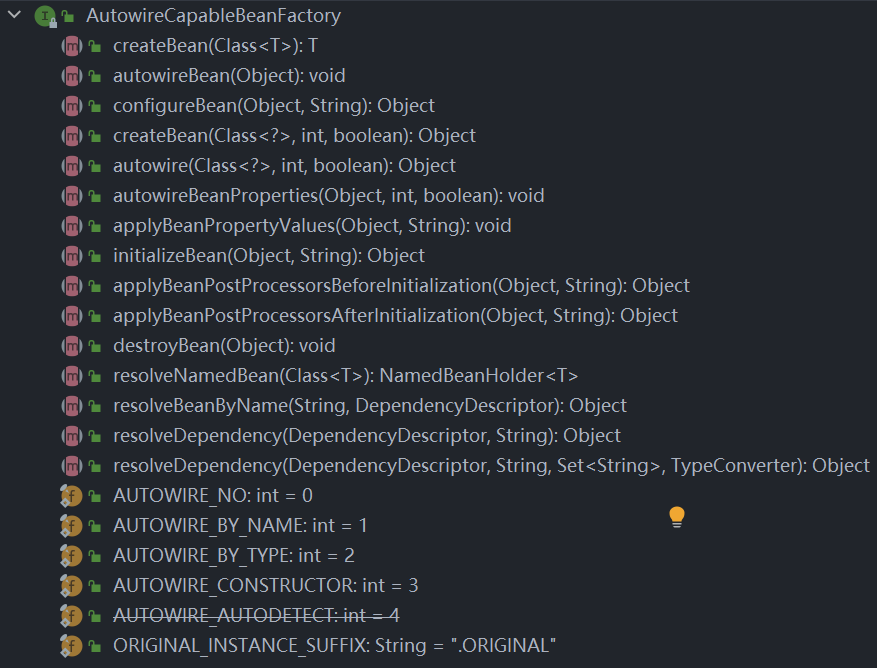 AutowireCapableBeanFactory
createBean(Class<T>): T
autowireBean(Object): void
configureBean(Object, String): Object
createBean(Class<?>, int, boolean): Object
autowire(Class<?>, int, boolean): Object
autowireBeanProperties(Object, int, boolean): void
applyBeanPropertyValues(Object, String): void
initializeBean(Object, String): Object
applyBeanPostProcessorsBeforeInitialization(Object, String): Object
applyBeanPostProcessorsAfterInitialization(Object, String): Object
destroyBean(Object): void
resolveNamedBean(Class<T>): NamedBeanHolder<T>
resolveBeanByName(String, DependencyDescriptor): Object
resolveDependency(DependencyDescriptor, String): Object
resolveDependency(DependencyDescriptor, String, Set<String>, TypeConverter): Object
AUTOWIRE_NO: int = 0
AUTOWIRE_BY_NAME: int = 1
AUTOWIRE_BY_TYPE: int = 2
AUTOWIRE_CONSTRUCTOR: int = 3
AUTOWIRE_AUTODETECT: int = 4
ORIGINAL_INSTANCE_SUFFIX: String = ".ORIGINAL"